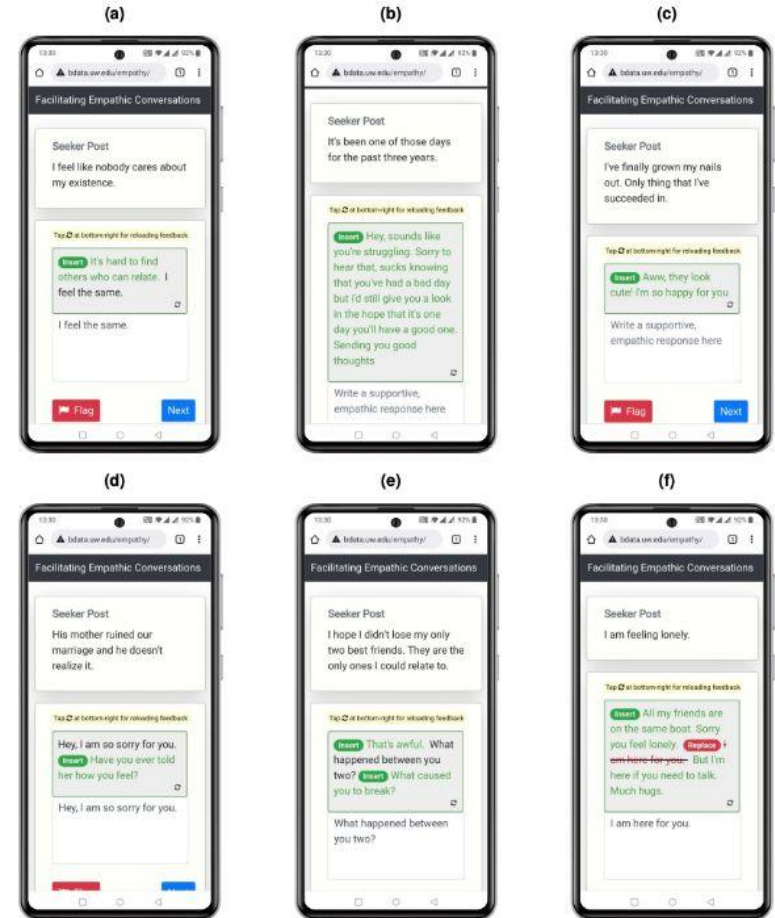 (a)
13:30
92%
bdata.uw.edu/empathy/
Facilitating Empathic Conversations
Seeker Post
I feel like nobody cares about
my existence.
Tap at bottom-right for reloading feedback
Insert It's hard to find
others who can relate. I
feel the same.
I feel the same.
Flag
Next
(b)
13:30
92%
bdata.uw.edu/empathy/
Seeker Post
It's been one of those days
for the past three years.
Tap at bottom-right for reloading feedback
Insert Hey, sounds like
you're struggling. Sorry to
hear that, sucks knowing
that you've had a bad day
but i'd still give you a look
in the hope that it's one
day you'll have a good one.
Sending you good
thoughts
Write a supportive,
empathic response here
(c)
13:30
92%
bdata.uw.edu/empathy/
Facilitating Empathic Conversations
Seeker Post
I've finally grown my nails
out. Only thing that I've
succeeded in.
Tap at bottom-right for reloading feedback
Insert Aww, they look
cute! I'm so happy for you
Write a supportive,
empathic response here
Flag
Next
(d)
13:30
92%
bdata.uw.edu/empathy/
Facilitating Empathic Conversations
Seeker Post
His mother ruined our
marriage and he doesn't
realize it.
Tap at bottom-right for reloading feedback
Hey, I am so sorry for you.
Insert Have you ever told
her how you feel?
Hey, I am so sorry for you.
(e)
13:30
92%
bdata.uw.edu/empathy/
Facilitating Empathic Conversations
Seeker Post
I hope I didn't lose my only
two best friends. They are the
only ones I could relate to.
Tap at bottom-right for reloading feedback
Insert That's awful. What
happened between you
two? Insert What caused
you to break?
What happened between
you two?
(f)
13:30
92%
bdata.uw.edu/empathy/
Facilitating Empathic Conversations
Seeker Post
I am feeling lonely.
Tap at bottom-right for reloading feedback
Insert All my friends are
on the same boat. Sorry
you feel lonely. Replace i
am here for you. But I'm
here if you need to talk.
Much hugs.
I am here for you.